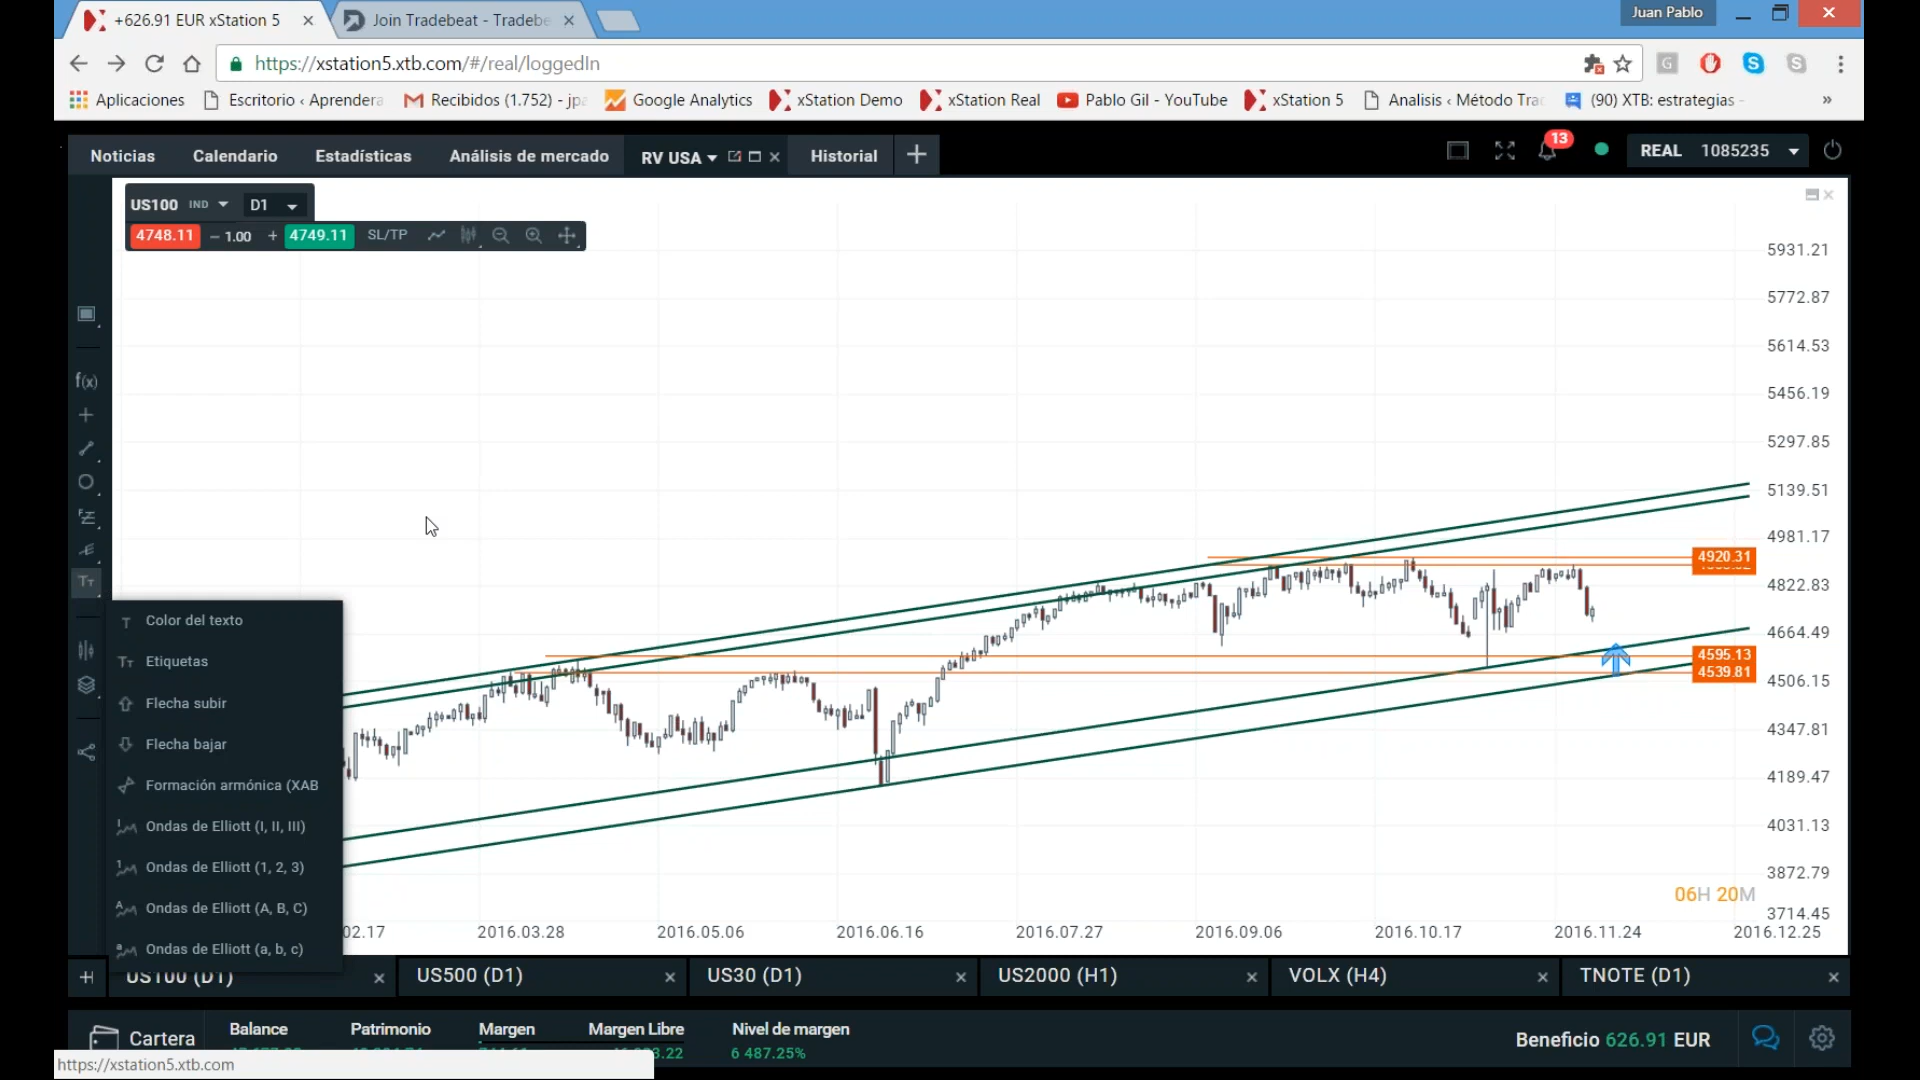 +626.91 EUR xStation 5
Join Tradebeat - Tradebe
Juan Pablo
https://xstation5.xtb.com/#/real/loggedIn
Aplicaciones
Escritorio ‹ Aprendera
Recibidos (1.752) - jpa
Google Analytics
xStation Demo
xStation Real
Pablo Gil - YouTube
xStation 5
Analisis ‹ Método Trad
(90) XTB: estrategias -
»
Noticias
Calendario
Estadísticas
Análisis de mercado
RV USA
Historial
13
REAL 1085235
US100 IND D1
4748.11 – 1.00 + 4749.11 SL/TP
5931.21
5772.87
5614.53
5456.19
5297.85
5139.51
4981.17
4920.31
4822.83
4664.49
4595.13
4539.81
4506.15
4347.81
4189.47
4031.13
3872.79
3714.45
06H 20M
f(x)
Tт
Color del texto
Etiquetas
Flecha subir
Flecha bajar
Formación armónica (XAB
Ondas de Elliott (I, II, III)
Ondas de Elliott (1, 2, 3)
Ondas de Elliott (A, B, C)
Ondas de Elliott (a, b, c)
02.17 2016.03.28 2016.05.06 2016.06.16 2016.07.27 2016.09.06 2016.10.17 2016.11.24 2016.12.25
US100 (D1)
US500 (D1)
US30 (D1)
US2000 (H1)
VOLX (H4)
TNOTE (D1)
Cartera
Balance
Patrimonio
Margen
Margen Libre
Nivel de margen
6 487.25%
Beneficio 626.91 EUR
https://xstation5.xtb.com